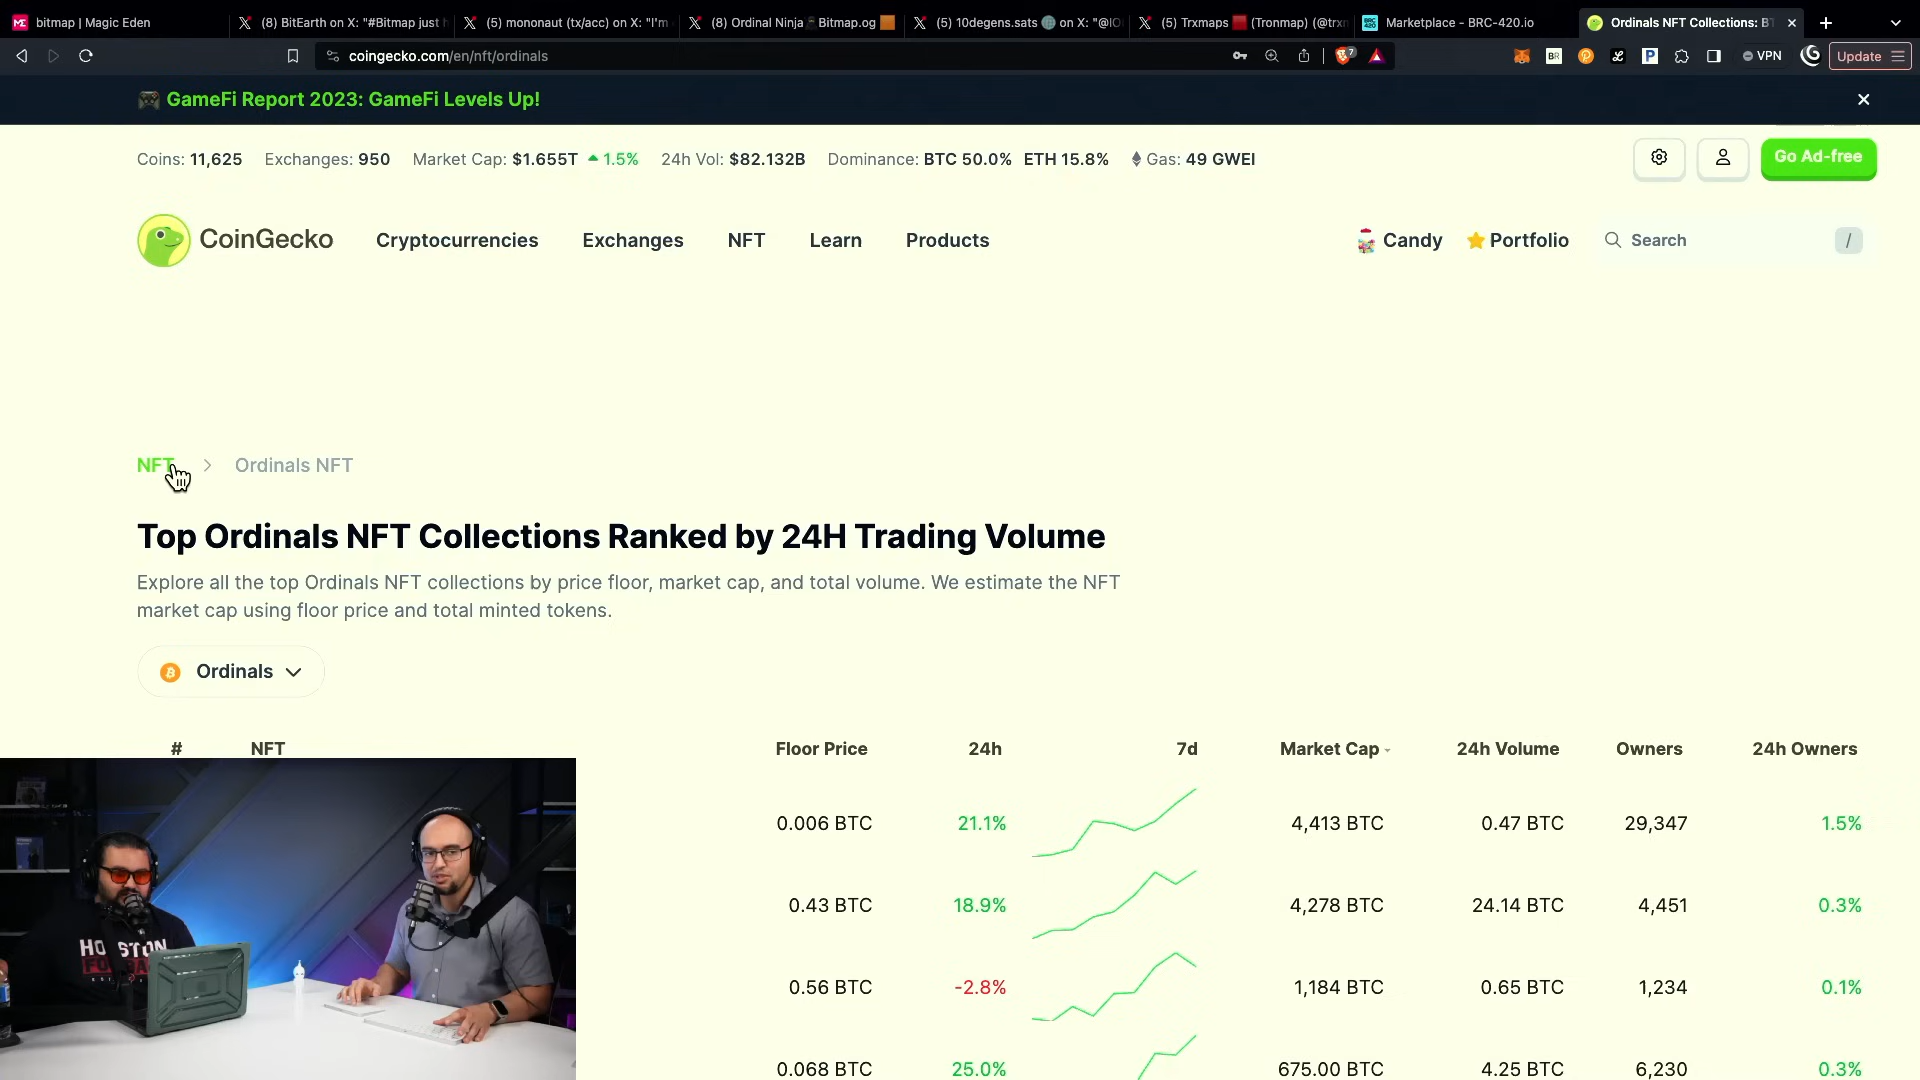 bitmap | Magic Eden
(8) BitEarth on X: "#Bitmap just h
(5) mononaut (tx/acc) on X: "I'm
(8) Ordinal Ninja Bitmap.og
(5) 10degens.sats on X: "@IO
(5) Trxmaps (Tronmap) (@trxn
Marketplace - BRC-420.io
Ordinals NFT Collections: BT
coingecko.com/en/nft/ordinals
7
VPN
Update
GameFi Report 2023: GameFi Levels Up!
Coins: 11,625 Exchanges: 950 Market Cap: $1.655T 1.5% 24h Vol: $82.132B Dominance: BTC 50.0% ETH 15.8% Gas: 49 GWEI
Go Ad-free
CoinGecko
Cryptocurrencies Exchanges NFT Learn Products
Candy Portfolio Search /
NFT > Ordinals NFT
Top Ordinals NFT Collections Ranked by 24H Trading Volume
Explore all the top Ordinals NFT collections by price floor, market cap, and total volume. We estimate the NFT
market cap using floor price and total minted tokens.
Ordinals
# NFT Floor Price 24h 7d Market Cap 24h Volume Owners 24h Owners
0.006 BTC 21.1% 4,413 BTC 0.47 BTC 29,347 1.5%
0.43 BTC 18.9% 4,278 BTC 24.14 BTC 4,451 0.3%
0.56 BTC -2.8% 1,184 BTC 0.65 BTC 1,234 0.1%
0.068 BTC 25.0% 675.00 BTC 4.25 BTC 6,230 0.3%